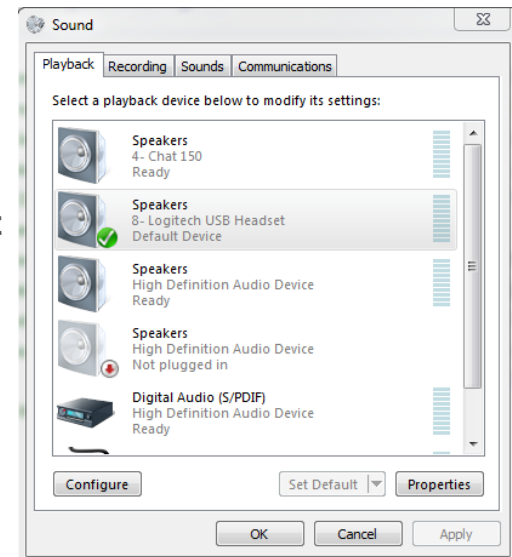 Sound
Playback Recording Sounds Communications
Select a playback device below to modify its settings:
Speakers
4- Chat 150
Ready
Speakers
8- Logitech USB Headset
Default Device
Speakers
High Definition Audio Device
Ready
Speakers
High Definition Audio Device
Not plugged in
Digital Audio (S/PDIF)
High Definition Audio Device
Ready
Configure Set Default Properties
OK Cancel Apply